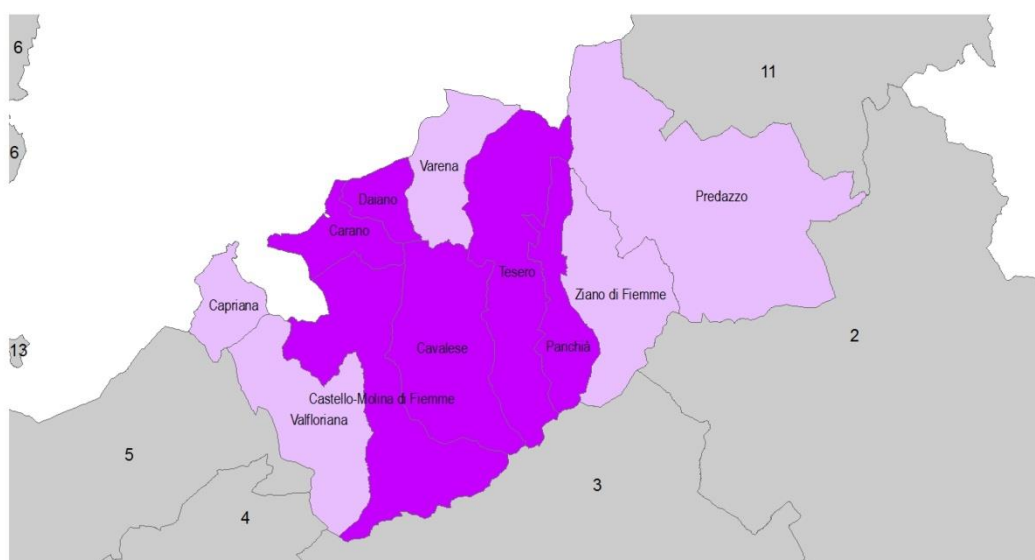 6
11
6
Varena
Daiano
Predazzo
Carano
Tesero
Ziano di Fiemme
Capriana
2
13
Cavalese
Panchià
Castello-Molina di Fiemme
Valfloriana
5
3
4